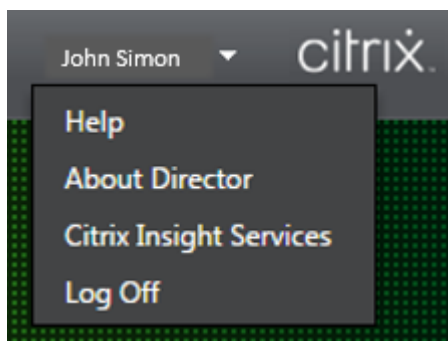 John Simon
citrix
Help
About Director
Citrix Insight Services
Log Off